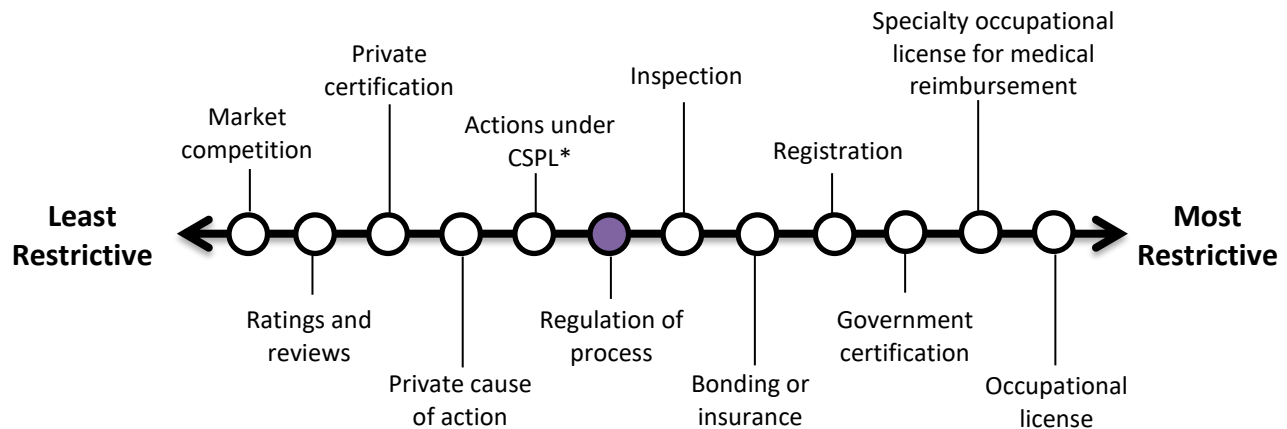 Specialty occupational
license for medical
reimbursement
Private
certification
Inspection
Market
competition
Actions under
CSPL*
Registration
Least
Restrictive
Most
Restrictive
Ratings and
reviews
Regulation of
process
Government
certification
Private cause
of action
Bonding or
insurance
Occupational
license